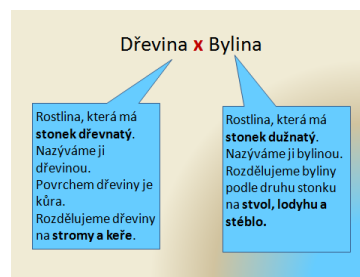 Dřevina x Bylina
Rostlina, která má
stonek dřevnatý.
Nazýváme ji
dřevinou.
Povrchem dřeviny je
kůra.
Rozdělujeme dřeviny
na stromy a keře.
Rostlina, která má
stonek dužnatý.
Nazýváme ji bylinou.
Rozdělujeme byliny
podle druhu stonku
na stvol, lodyhu a
stéblo.